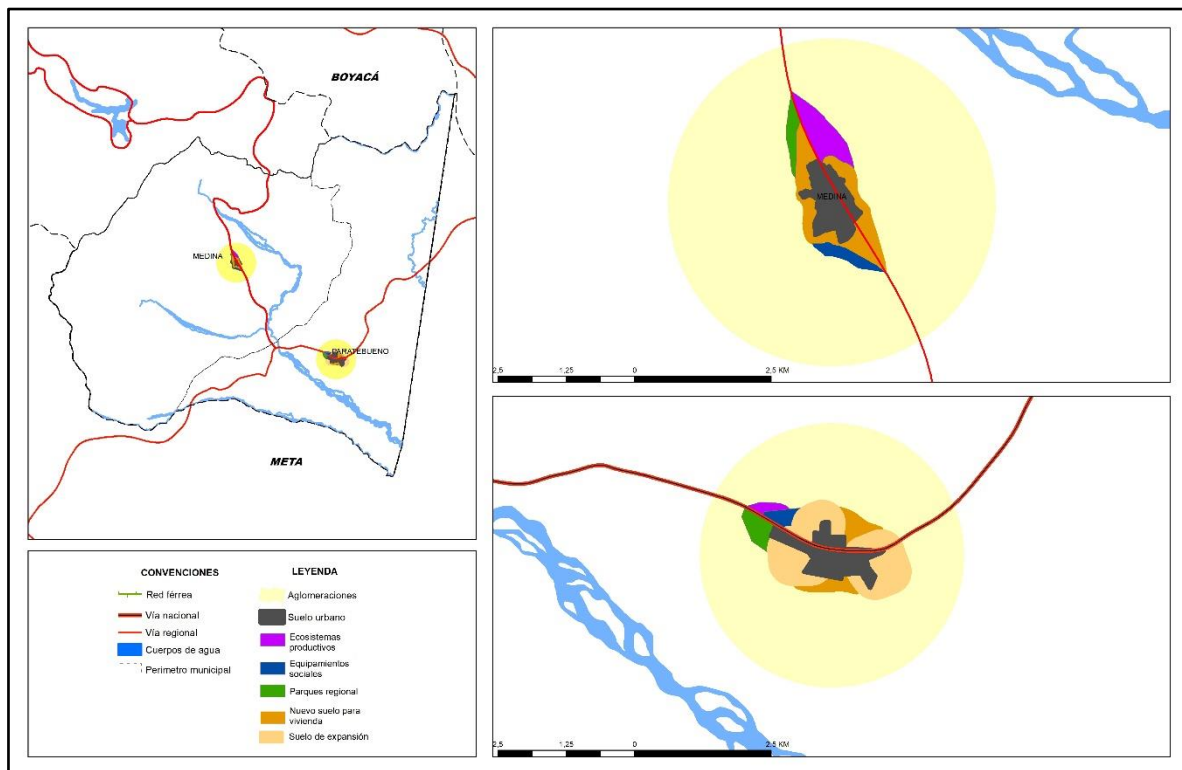 BOYACÁ
MEDINA
PARATEBUENO
META
MEDINA
2,5 1,25 0 2,5 KM
2,5 1,25 0 2,5 KM
CONVENCIONES
Red férrea
Vía nacional
Vía regional
Cuerpos de agua
Perimetro municipal
LEYENDA
Aglomeraciones
Suelo urbano
Ecosistemas
productivos
Equipamientos
sociales
Parques regional
Nuevo suelo para
vivienda
Suelo de expansión